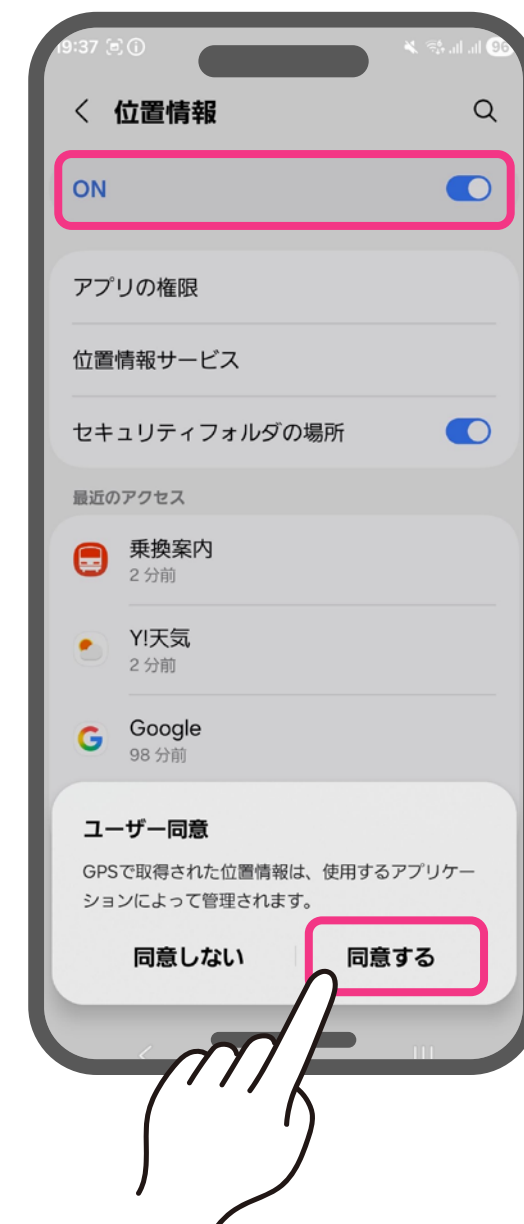 19:37
96
位置情報
ON
アプリの権限
位置情報サービス
セキュリティフォルダの場所
最近のアクセス
乗換案内
2 分前
Y!天気
2 分前
Google
98 分前
ユーザー同意
GPSで取得された位置情報は、使用するアプリケー
ションによって管理されます。
同意しない
同意する